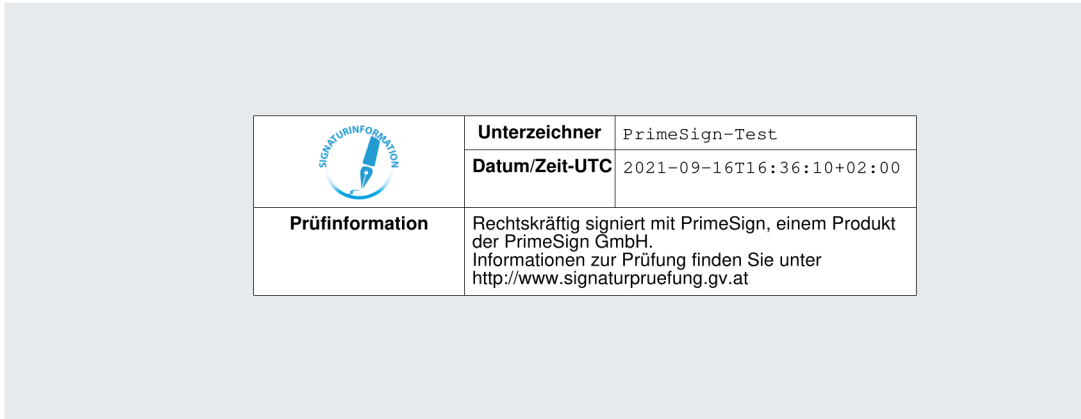 SIGNATURINFORMATION
Unterzeichner PrimeSign-Test
Datum/Zeit-UTC 2021-09-16T16:36:10+02:00
Prüfinformation
Rechtskräftig signiert mit PrimeSign, einem Produkt
der PrimeSign GmbH.
Informationen zur Prüfung finden Sie unter
http://www.signaturpruefung.gv.at